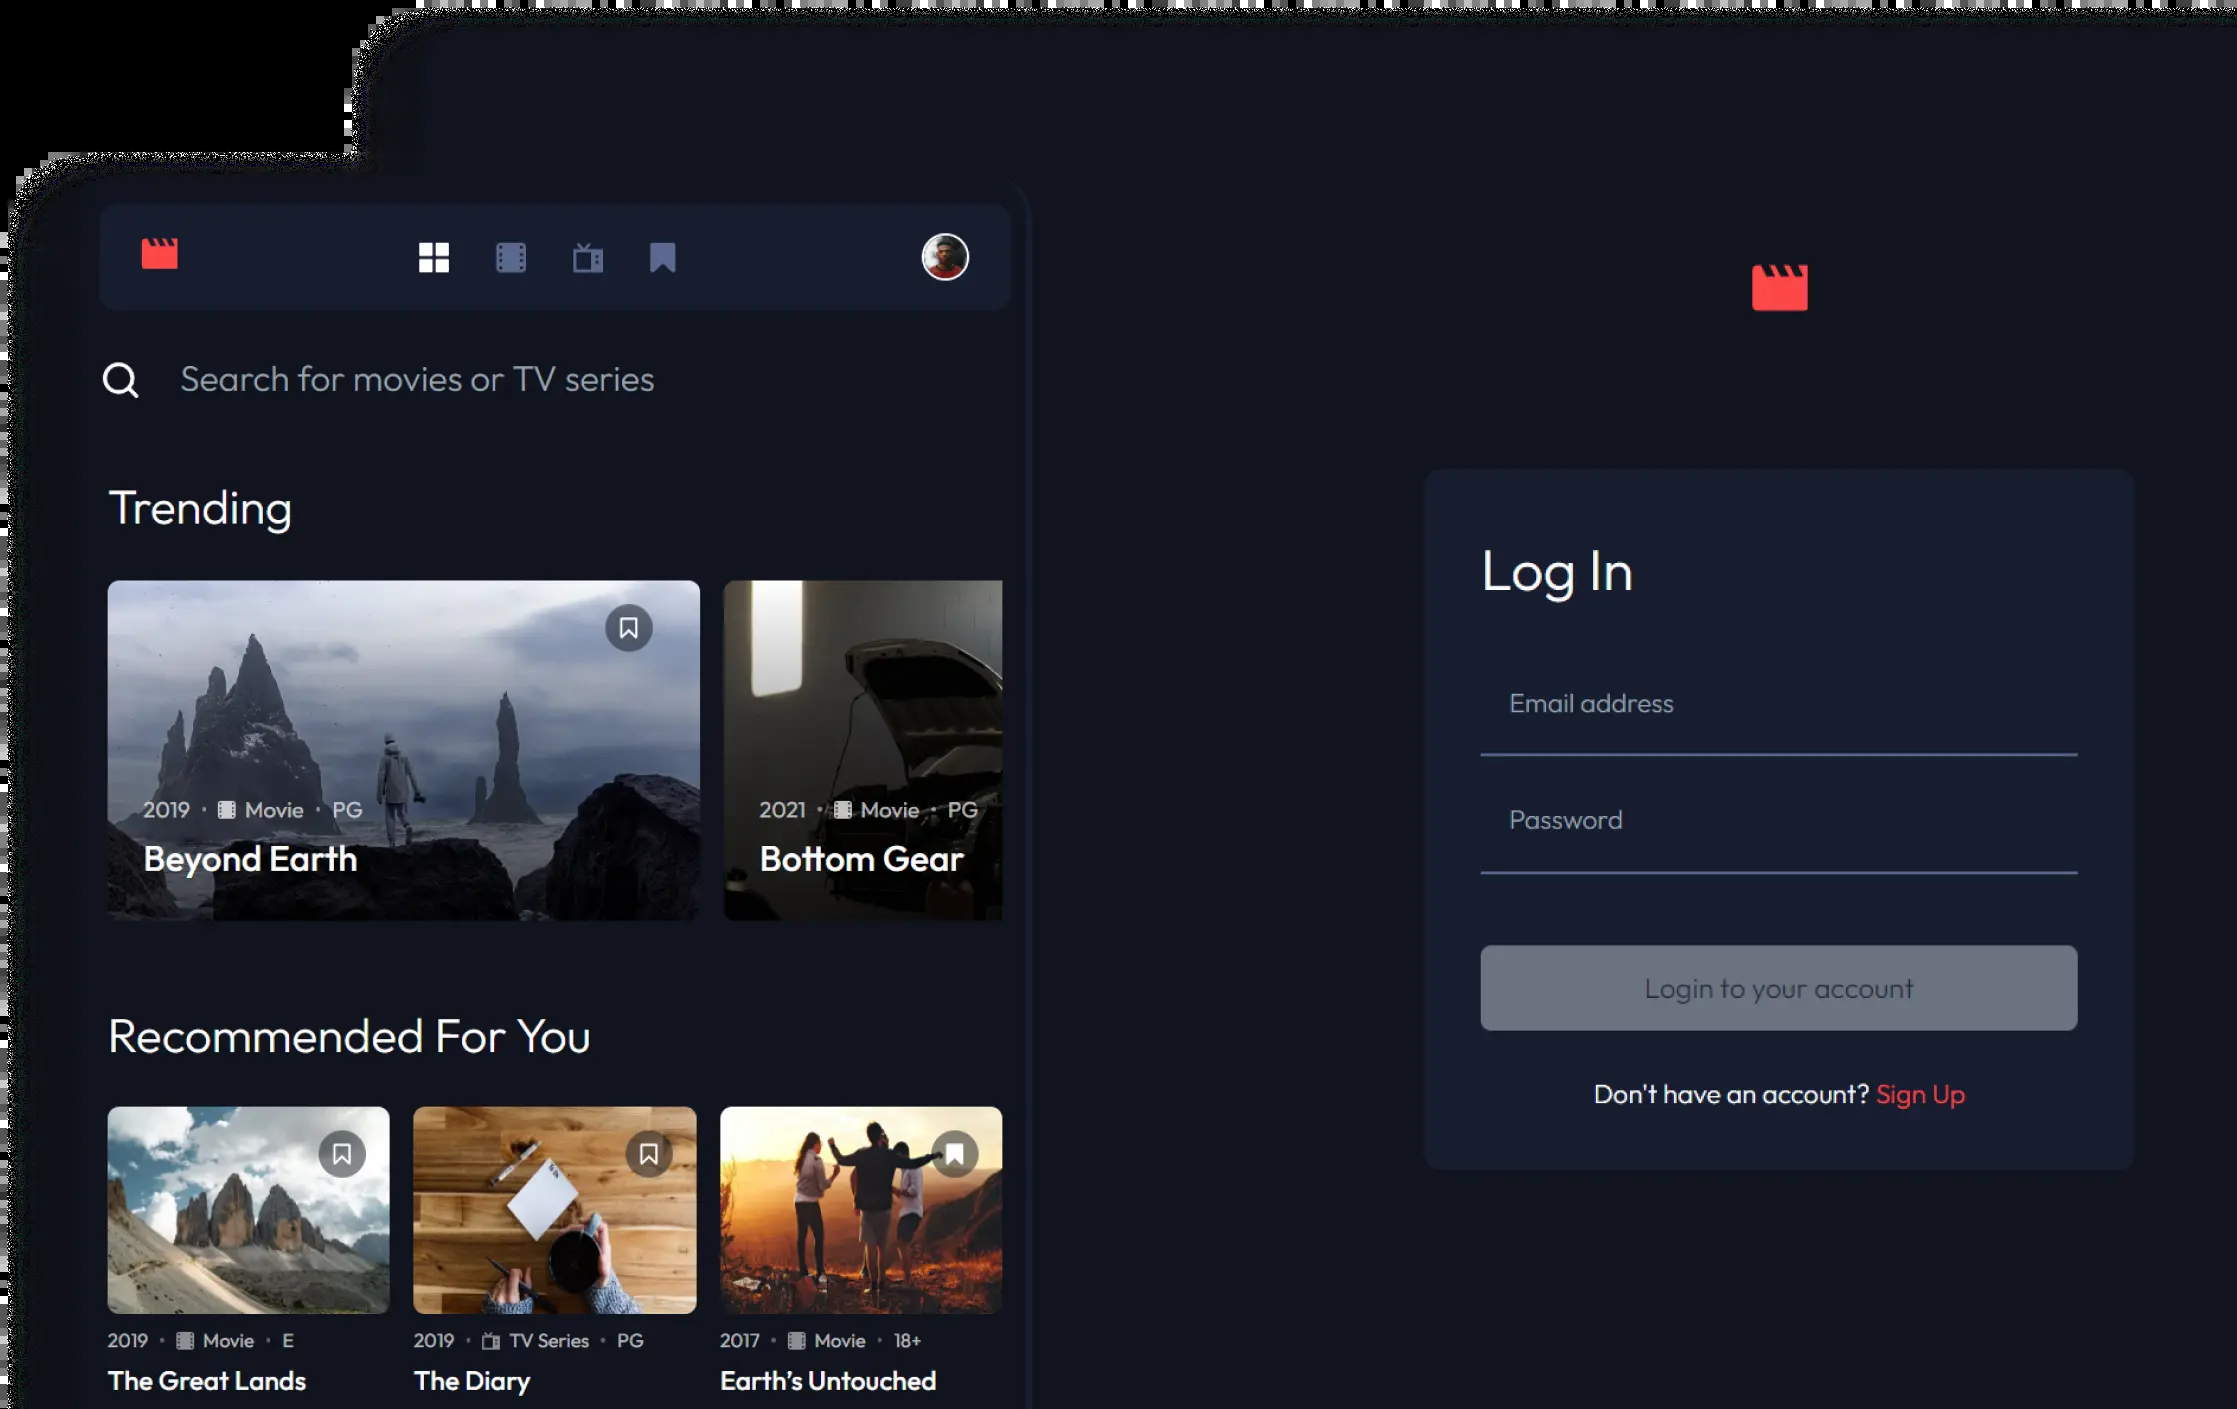 Search for movies or TV series
Trending
2019 · Movie · PG
Beyond Earth
2021 · Movie · PG
Bottom Gear
Recommended For You
2019 · Movie · E
The Great Lands
2019 · TV Series · PG
The Diary
2017 · Movie · 18+
Earth’s Untouched
Log In
Email address
Password
Login to your account
Don't have an account? Sign Up